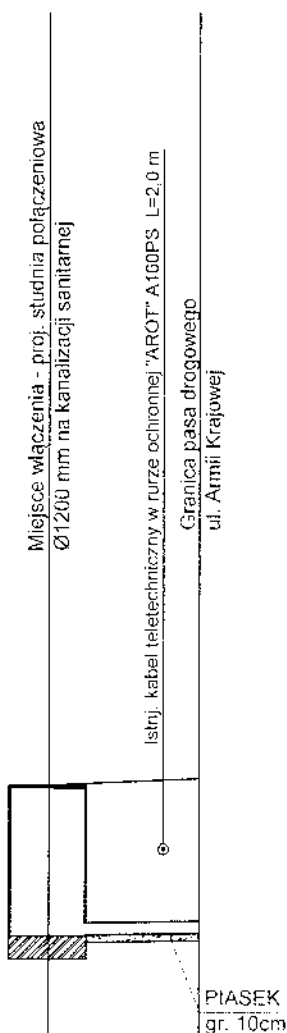 Miejsce włączenia - proj. studnia połączeniowa
Ø1200 mm na kanalizacji sanitarnej
Istnj. kabel teletechniczny w rurze ochronnej "AROT" A160PS L=2,0 m
Granica pasa drogowego
ul. Armii Krajowej
PIASEK
gr. 10cm